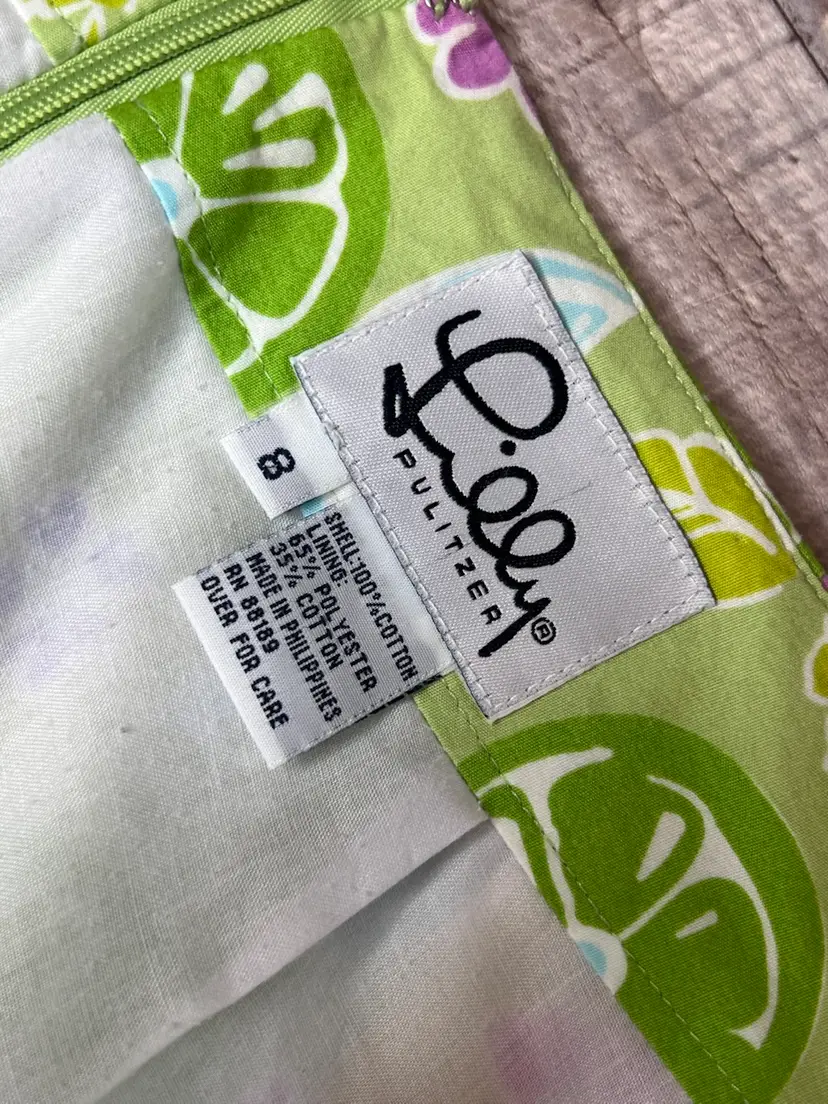 Lilly
PULITZER®
8
SHELL:100%COTTON
LINING:
65% POLYESTER
35% COTTON
MADE IN PHILIPPINES
RN 88189
OVER FOR CARE